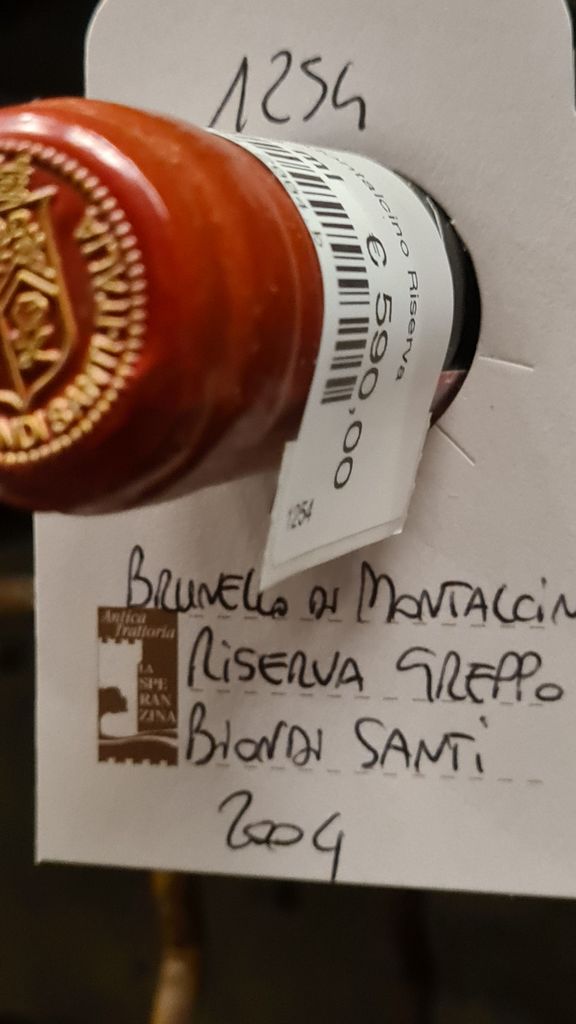 1254
ntalcino Riserva
€ 590,00
1254
BRUNELLO DI MONTALCIN
Antica
Trattoria
LA
SPE
RAN
ZINA
RISERVA GREPPO
BIONDI SANTI
2004